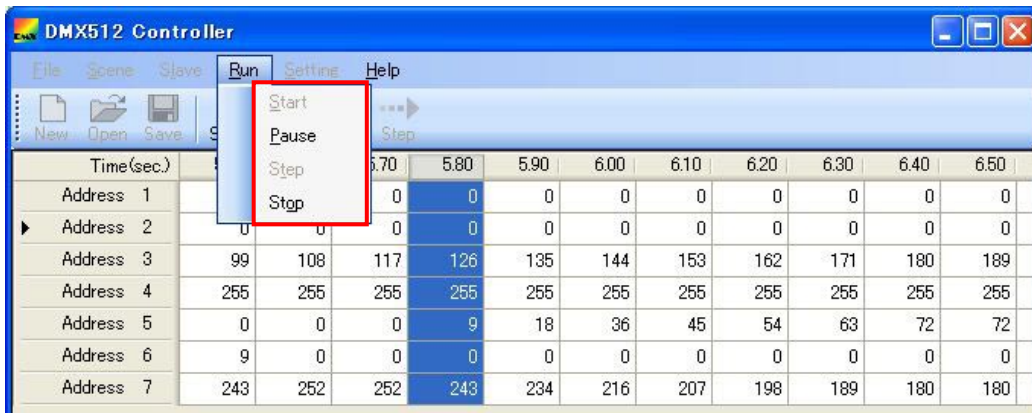 DMX512 Controller
File Scene Slave Run Setting Help
New Open Save S Step
Start
Pause
Step
Stop
Time(sec.) 5.70 5.80 5.90 6.00 6.10 6.20 6.30 6.40 6.50
Address 1 0 0 0 0 0 0 0 0 0
Address 2 0 0 0 0 0 0 0 0 0 0 0
Address 3 99 108 117 126 135 144 153 162 171 180 189
Address 4 255 255 255 255 255 255 255 255 255 255 255
Address 5 0 0 0 9 18 36 45 54 63 72 72
Address 6 9 0 0 0 0 0 0 0 0 0 0
Address 7 243 252 252 243 234 216 207 198 189 180 180